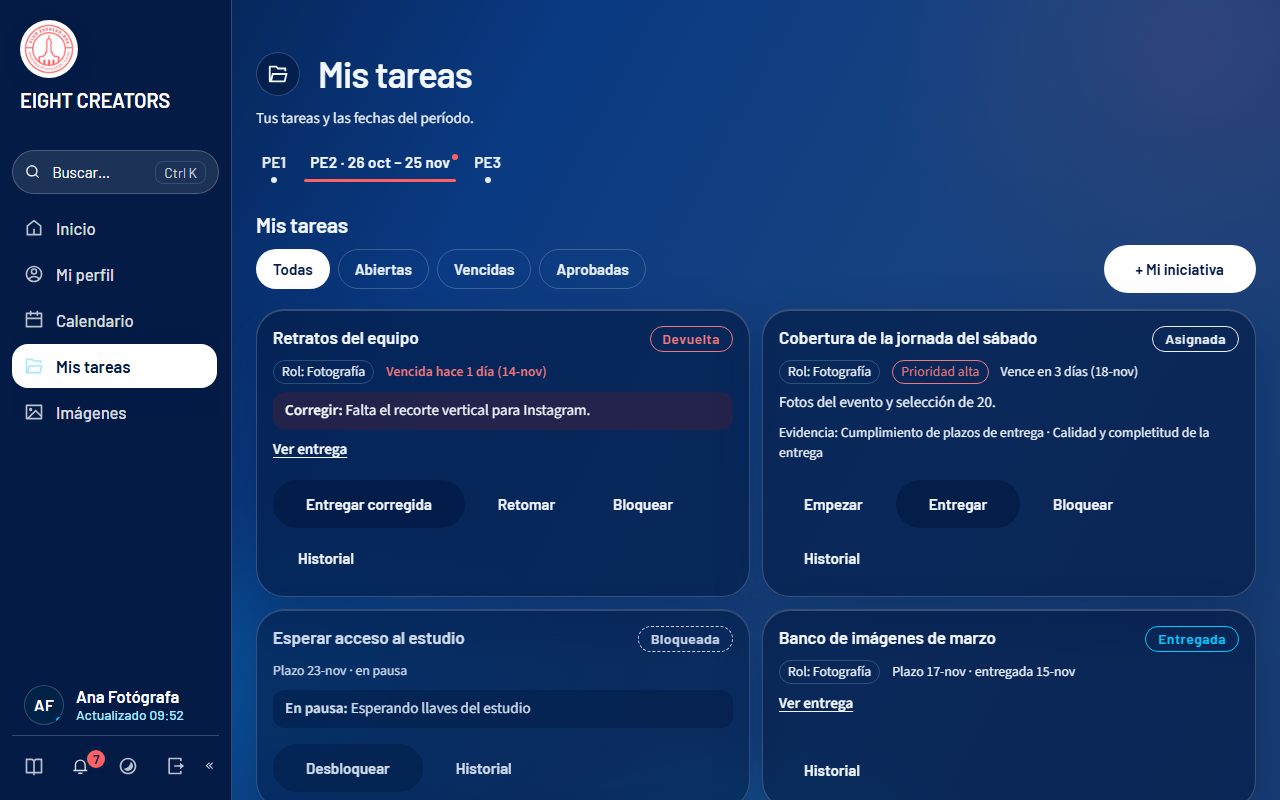 EIGHT CREATORS
Buscar...
Ctrl K
Inicio
Mi perfil
Calendario
Mis tareas
Imágenes
Ana Fotógrafa
AF
Actualizado 09:52
7
«
Mis tareas
Tus tareas y las fechas del período.
PE1
PE2 · 26 oct – 25 nov
PE3
Mis tareas
Todas
Abiertas
Vencidas
Aprobadas
+ Mi iniciativa
Retratos del equipo
Devuelta
Rol: Fotografía
Vencida hace 1 día (14-nov)
Corregir: Falta el recorte vertical para Instagram.
Ver entrega
Entregar corregida
Retomar
Bloquear
Historial
Cobertura de la jornada del sábado
Asignada
Rol: Fotografía
Prioridad alta
Vence en 3 días (18-nov)
Fotos del evento y selección de 20.
Evidencia: Cumplimiento de plazos de entrega · Calidad y completitud de la
entrega
Empezar
Entregar
Bloquear
Historial
Esperar acceso al estudio
Bloqueada
Plazo 23-nov · en pausa
En pausa: Esperando llaves del estudio
Desbloquear
Historial
Banco de imágenes de marzo
Entregada
Rol: Fotografía
Plazo 17-nov · entregada 15-nov
Ver entrega
Historial